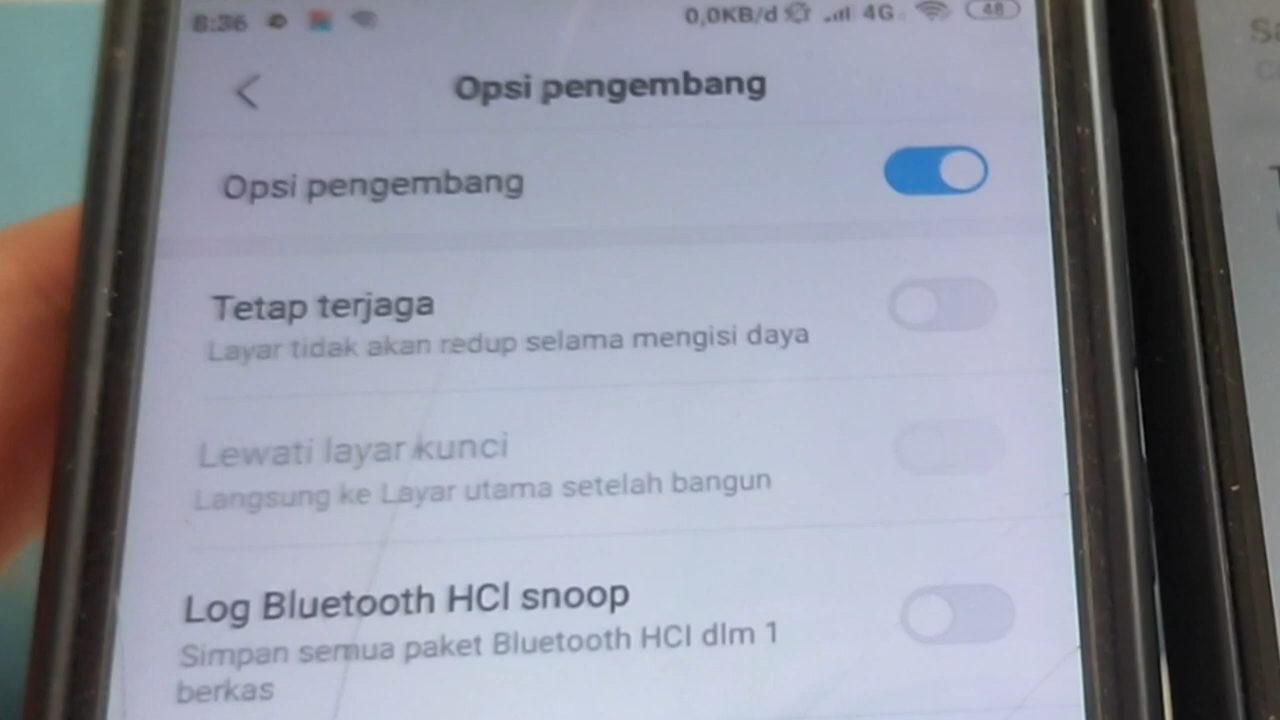 8:36 0,0KB/d 4G 48
Opsi pengembang
Opsi pengembang
Tetap terjaga
Layar tidak akan redup selama mengisi daya
Lewati layar kunci
Langsung ke Layar utama setelah bangun
Log Bluetooth HCI snoop
Simpan semua paket Bluetooth HCI dlm 1
berkas